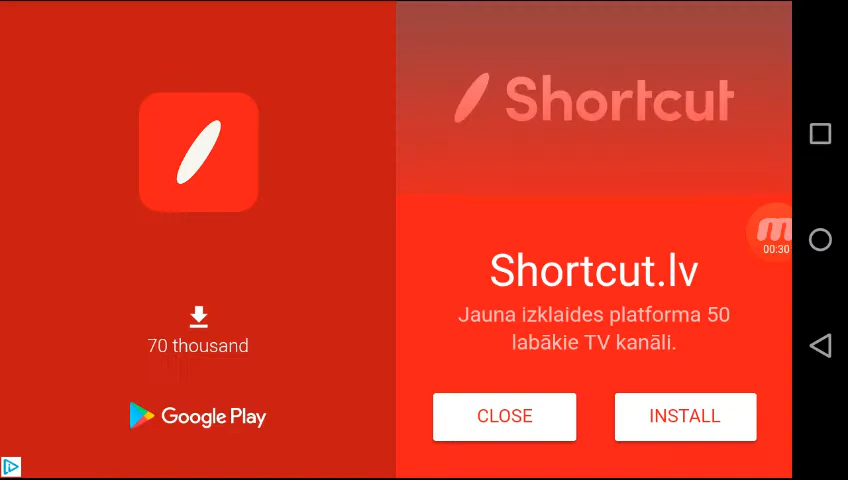 70 thousand
Google Play
Shortcut
Shortcut.lv
Jauna izklaides platforma 50
labākie TV kanāli.
CLOSE
INSTALL
00:30